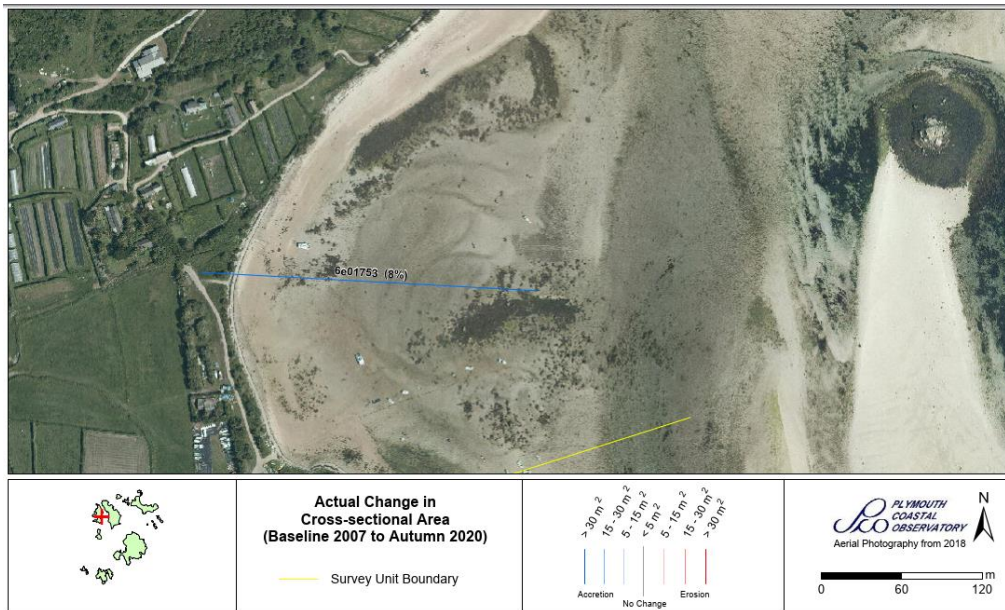 6e01753 (8%)
Actual Change in
Cross-sectional Area
(Baseline 2007 to Autumn 2020)
Survey Unit Boundary
> 30 m²
15 - 30 m²
5 - 15 m²
< 5 m²
5 - 15 m²
15 - 30 m²
> 30 m²
Accretion
No Change
Erosion
PLYMOUTH
COASTAL
OBSERVATORY
Aerial Photography from 2018
N
m
0
60
120